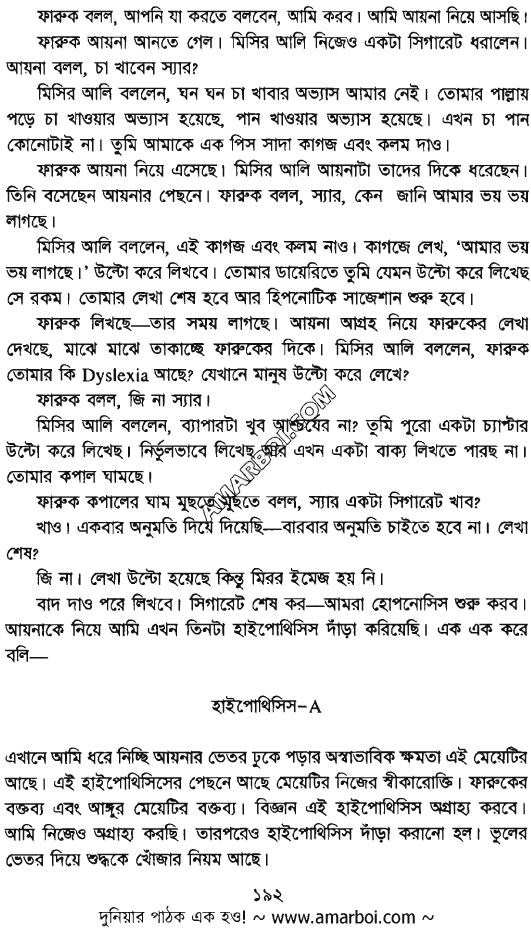 ফারুক বলল, আপনি যা করতে বলবেন, আমি করব। আমি আয়না নিয়ে আসছি।
ফারুক আয়না আনতে গেল। মিসির আলি নিজেও একটা সিগারেট ধরালেন।
আয়না বলল, চা খাবেন স্যার?
মিসির আলি বললেন, ঘন ঘন চা খাবার অভ্যাস আমার নেই। তোমার পাল্লায়
পড়ে চা খাওয়ার অভ্যাস হয়েছে, পান খাওয়ার অভ্যাস হয়েছে। এখন চা পান
কোনোটাই না। তুমি আমাকে এক পিস সাদা কাগজ এবং কলম দাও।
ফারুক আয়না নিয়ে এসেছে। মিসির আলি আয়নাটা তাদের দিকে ধরেছেন।
তিনি বসেছেন আয়নার পেছনে। ফারুক বলল, স্যার, কেন জানি আমার ভয় ভয়
লাগছে।
মিসির আলি বললেন, এই কাগজ এবং কলম নাও। কাগজে লেখ, ‘আমার ভয়
ভয় লাগছে।’ উল্টো করে লিখবে। তোমার ডায়েরিতে তুমি যেমন উল্টো করে লিখেছ
সে রকম। তোমার লেখা শেষ হবে আর হিপনোটিক সাজেশান শুরু হবে।
ফারুক লিখছে—তার সময় লাগছে। আয়না আগ্রহ নিয়ে ফারুকের লেখা
দেখছে, মাঝে মাঝে তাকাচ্ছে ফারুকের দিকে। মিসির আলি বললেন, ফারুক
তোমার কি Dyslexia আছে? যেখানে মানুষ উল্টো করে লেখে?
ফারুক বলল, জি না স্যার।
মিসির আলি বললেন, ব্যাপারটা খুব আশ্চর্যের না? তুমি পুরো একটা চ্যাপ্টার
উল্টো করে লিখেছ। নির্ভুলভাবে লিখেছ আর এখন একটা বাক্য লিখতে পারছ না।
তোমার কপাল ঘামছে।
ফারুক কপালের ঘাম মুছতে মুছতে বলল, স্যার একটা সিগারেট খাব?
খাও। একবার অনুমতি দিয়ে দিয়েছি—বারবার অনুমতি চাইতে হবে না। লেখা
শেষ?
জি না। লেখা উল্টো হয়েছে কিন্তু মিরর ইমেজ হয় নি।
বাদ দাও পরে লিখবে। সিগারেট শেষ কর—আমরা হোপনোসিস শুরু করব।
আয়নাকে নিয়ে আমি এখন তিনটা হাইপোথিসিস দাঁড়া করিয়েছি। এক এক করে
বলি—
হাইপোথিসিস-A
এখানে আমি ধরে নিচ্ছি আয়নার ভেতর ঢুকে পড়ার অস্বাভাবিক ক্ষমতা এই মেয়েটির
আছে। এই হাইপোথিসিসের পেছনে আছে মেয়েটির নিজের স্বীকারোক্তি। ফারুকের
বক্তব্য এবং আঙ্গুর মেয়েটির বক্তব্য। বিজ্ঞান এই হাইপোথিসিস অগ্রাহ্য করবে।
আমি নিজেও অগ্রাহ্য করছি। তারপরেও হাইপোথিসিস দাঁড়া করানো হল। ভুলের
ভেতর দিয়ে শুদ্ধকে খোঁজার নিয়ম আছে।
১৯২
দুনিয়ার পাঠক এক হও! ~ www.amarboi.com ~
AMARBOI.COM